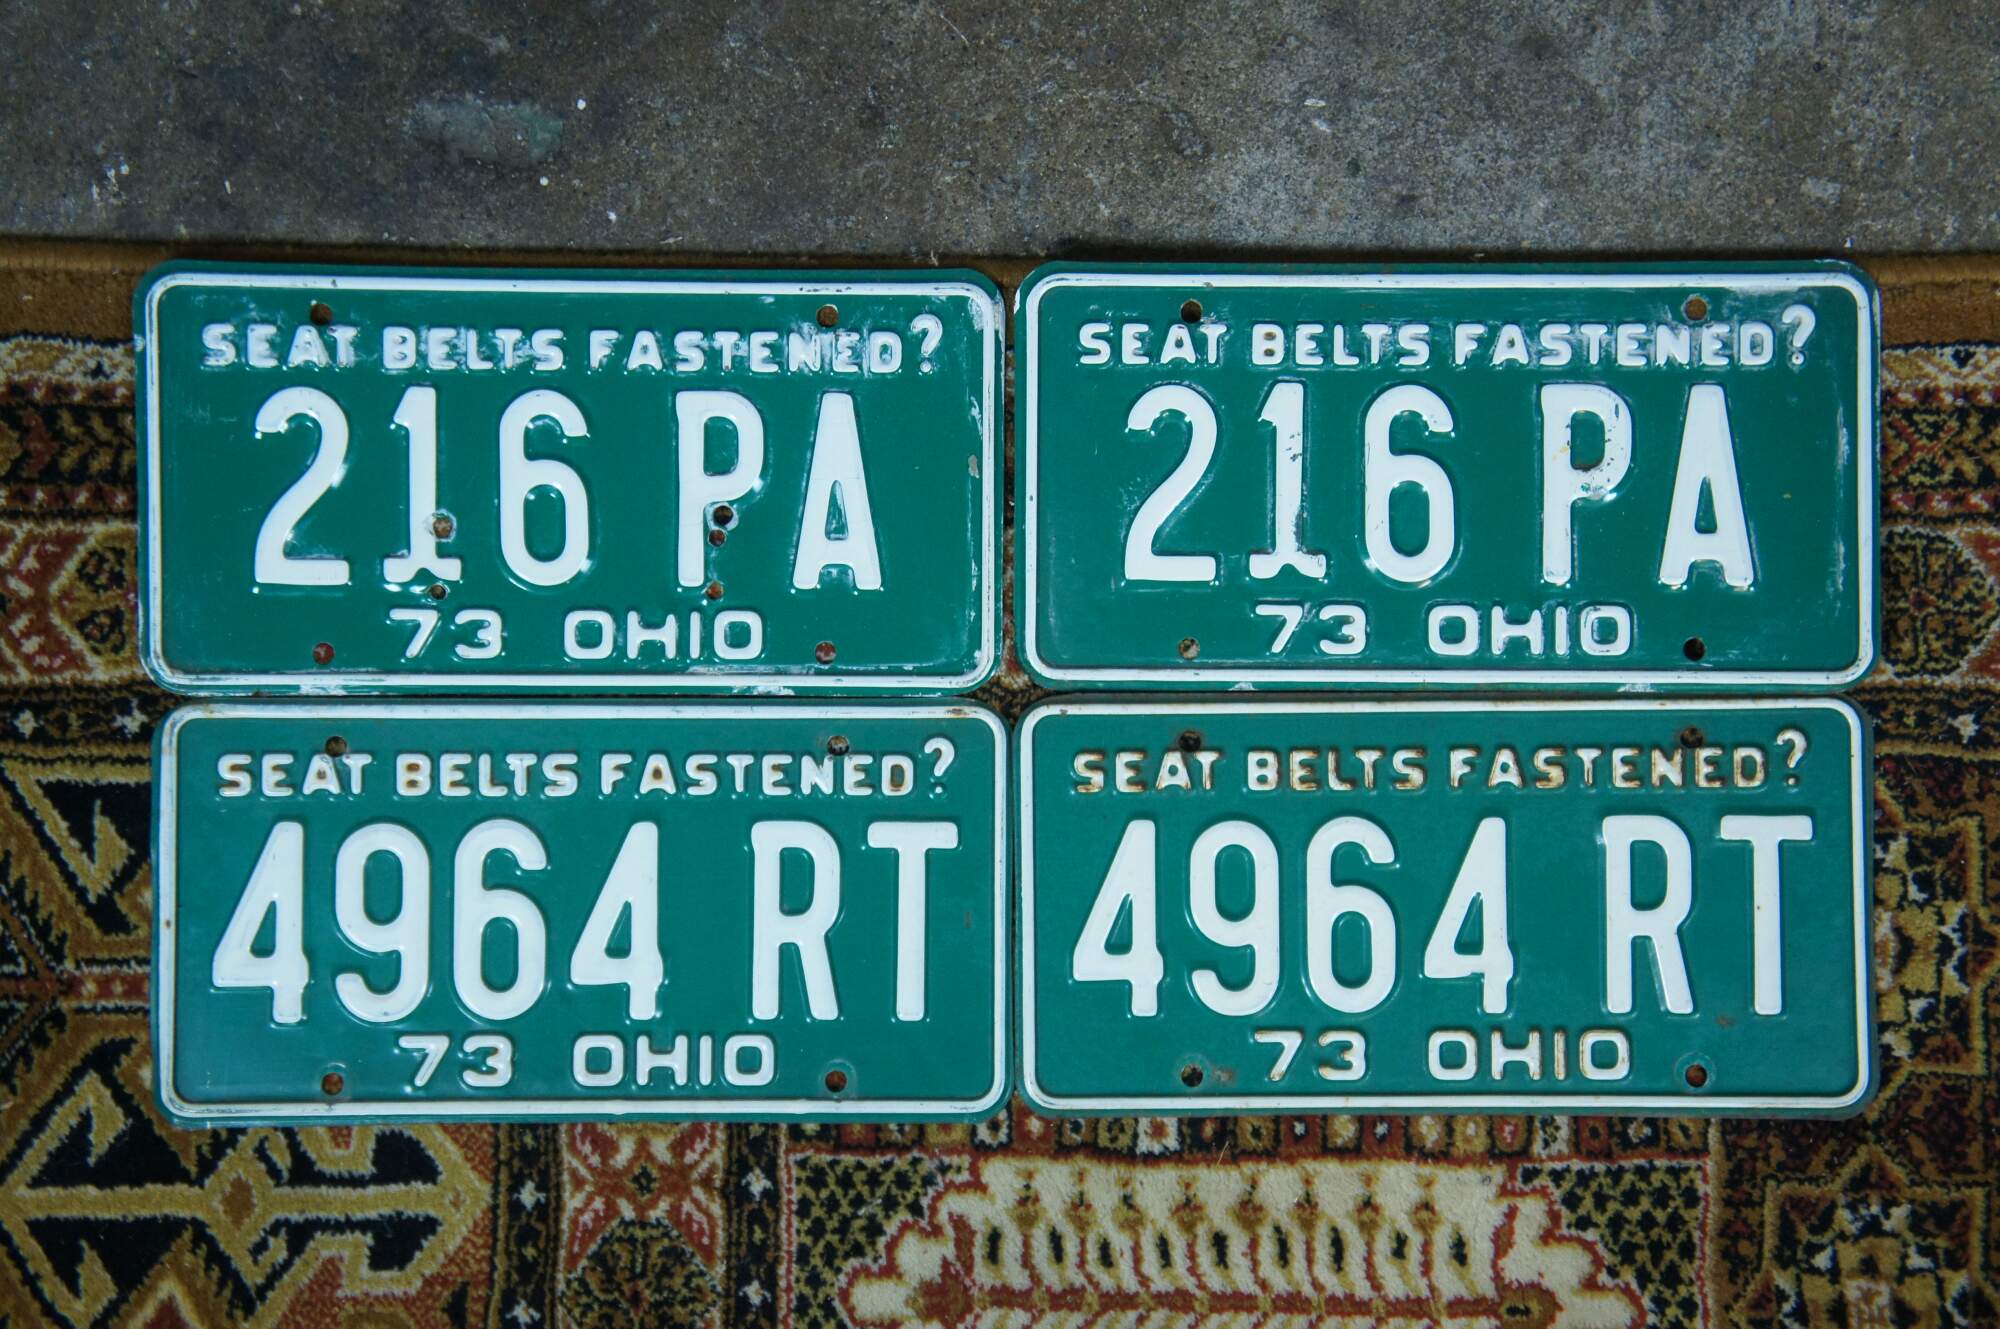 SEAT BELTS FASTENED?
216 PA
73 OHIO
SEAT BELTS FASTENED?
216 PA
73 OHIO
SEAT BELTS FASTENED?
4964 RT
73 OHIO
SEAT BELTS FASTENED?
4964 RT
73 OHIO